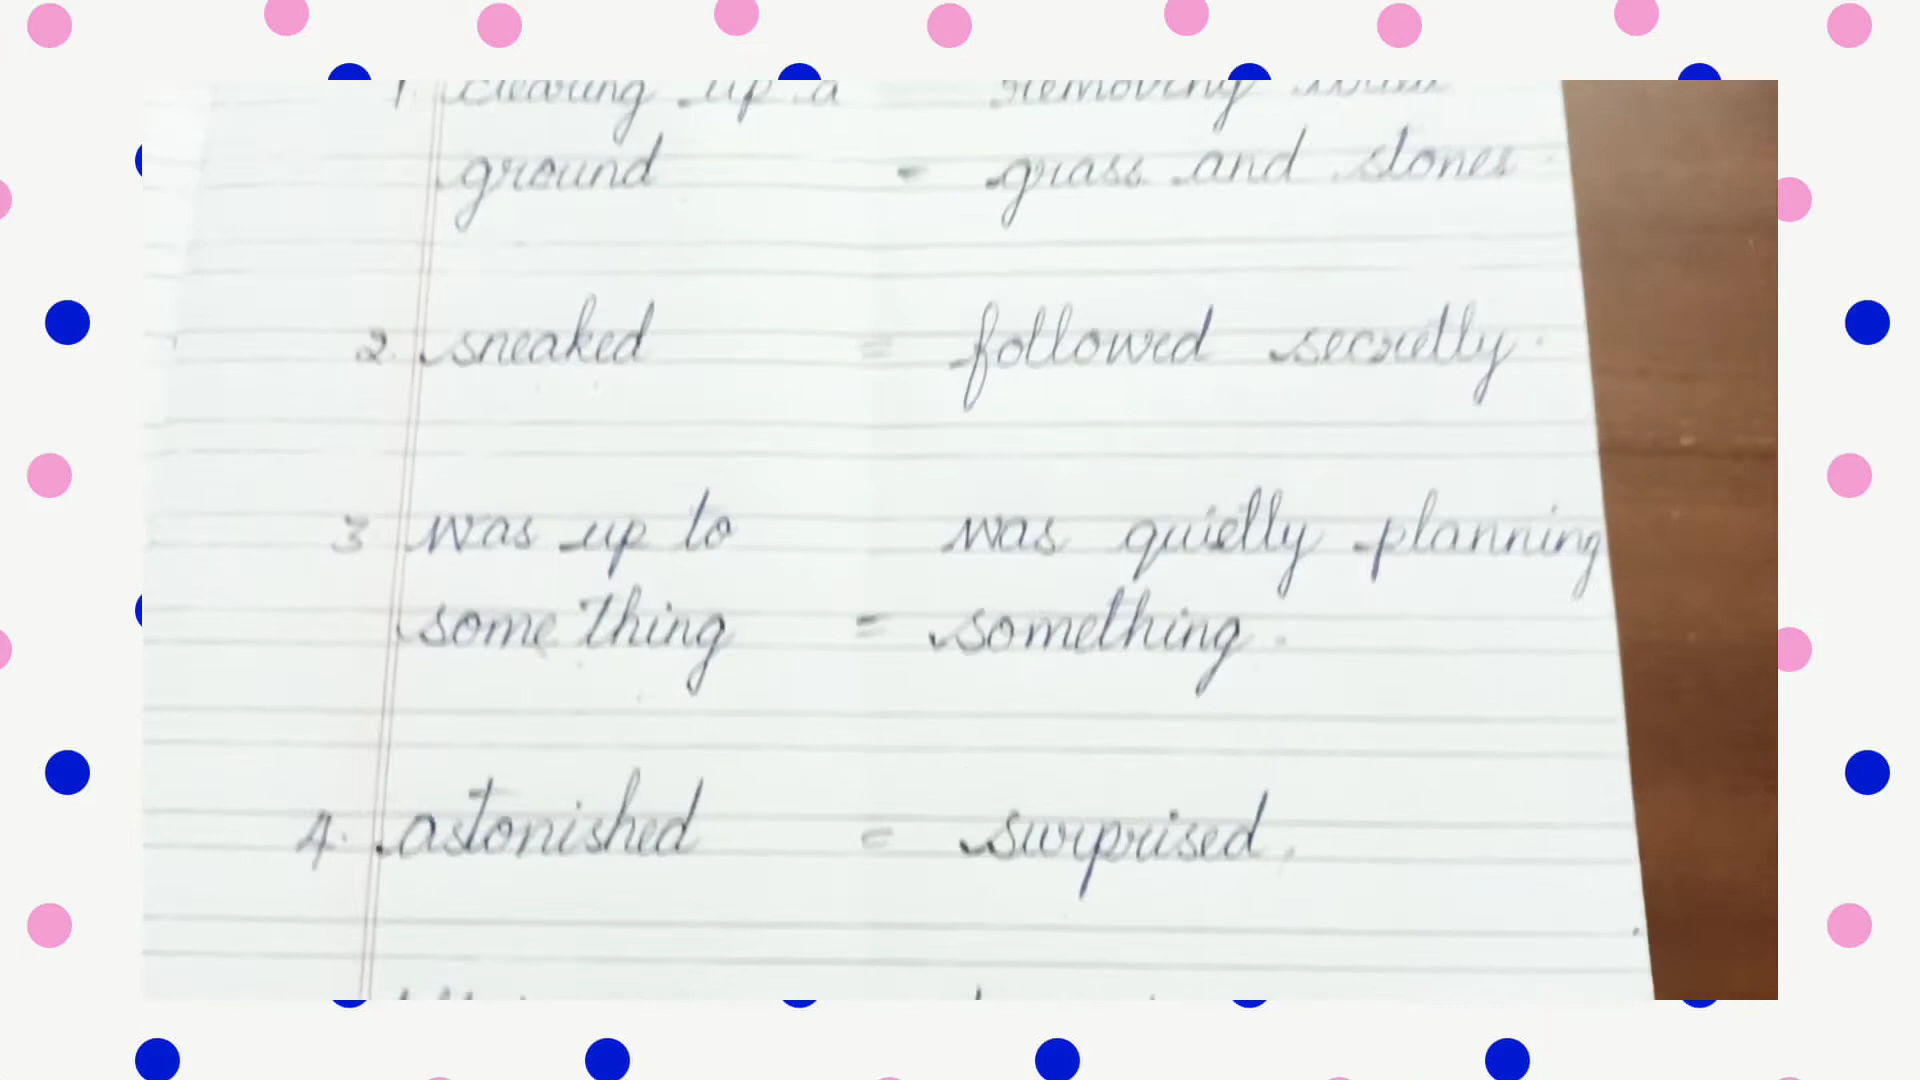 1. clearing up a removing
ground = grass and stones.
2. sneaked = followed secretly.
3 was up to was quietly planning
something = something.
4. astonished = surprised.